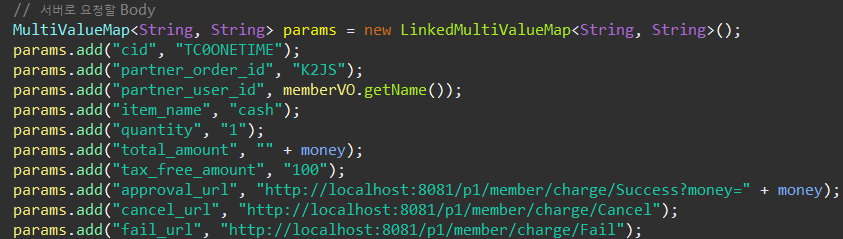 // 서버로 요청할 Body
MultiValueMap<String, String> params = new LinkedMultiValueMap<String, String>();
params.add("cid", "TC0ONETIME");
params.add("partner_order_id", "K2JS");
params.add("partner_user_id", memberVO.getName());
params.add("item_name", "cash");
params.add("quantity", "1");
params.add("total_amount", "" + money);
params.add("tax_free_amount", "100");
params.add("approval_url", "http://localhost:8081/p1/member/charge/Success?money=" + money);
params.add("cancel_url", "http://localhost:8081/p1/member/charge/Cancel");
params.add("fail_url", "http://localhost:8081/p1/member/charge/Fail");